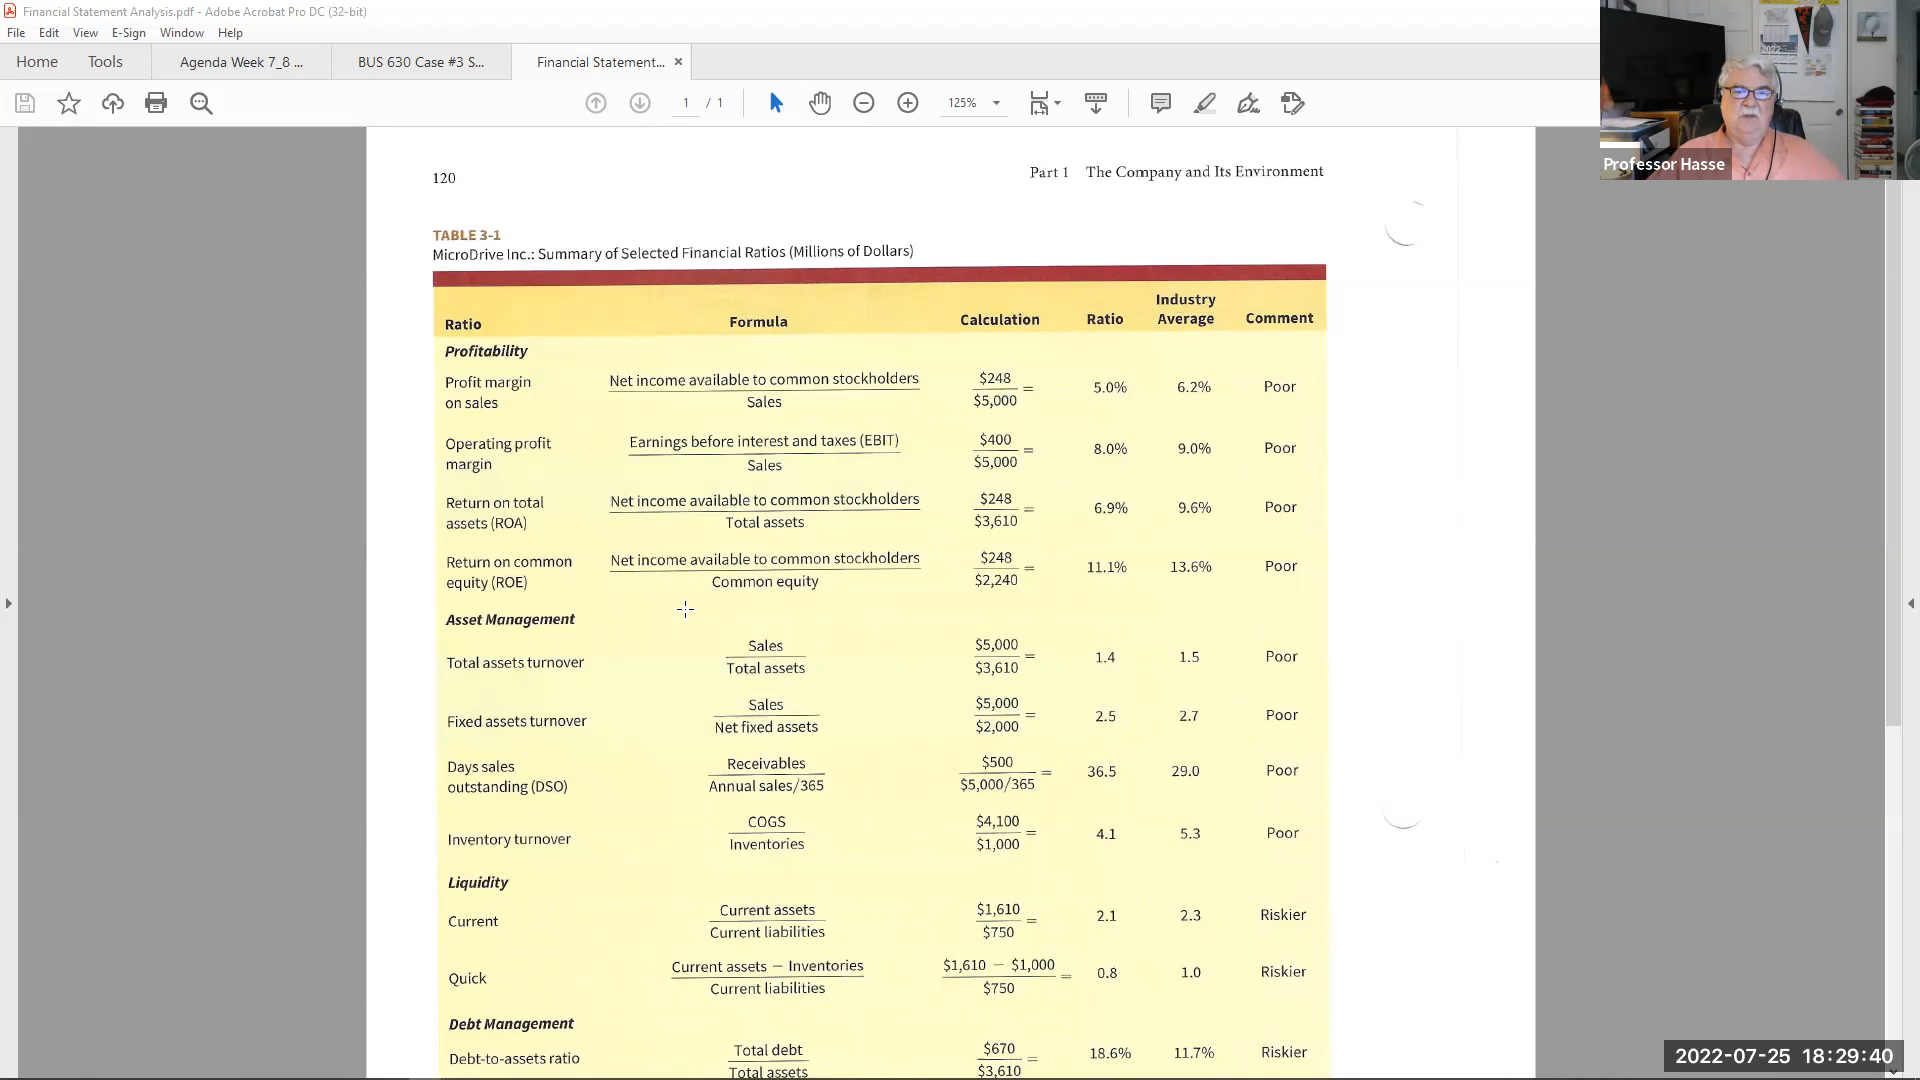 Financial Statement Analysis.pdf - Adobe Acrobat Pro DC (32-bit)
File Edit View E-Sign Window Help
Home Tools Agenda Week 7_8 ... BUS 630 Case #3 S... Financial Statement... ×
1 / 1 125%
Professor Hasse
120 Part 1 The Company and Its Environment
TABLE 3-1
MicroDrive Inc.: Summary of Selected Financial Ratios (Millions of Dollars)
Industry
Ratio Formula Calculation Ratio Average Comment
Profitability
Profit margin
on sales
Net income available to common stockholders
Sales
$248
$5,000
=
5.0% 6.2% Poor
Operating profit
margin
Earnings before interest and taxes (EBIT)
Sales
$400
$5,000
=
8.0% 9.0% Poor
Return on total
assets (ROA)
Net income available to common stockholders
Total assets
$248
$3,610
=
6.9% 9.6% Poor
Return on common
equity (ROE)
Net income available to common stockholders
Common equity
$248
$2,240
=
11.1% 13.6% Poor
Asset Management
Total assets turnover
Sales
Total assets
$5,000
$3,610
=
1.4 1.5 Poor
Fixed assets turnover
Sales
Net fixed assets
$5,000
$2,000
=
2.5 2.7 Poor
Days sales
outstanding (DSO)
Receivables
Annual sales/365
$500
$5,000/365
=
36.5 29.0 Poor
Inventory turnover
COGS
Inventories
$4,100
$1,000
=
4.1 5.3 Poor
Liquidity
Current
Current assets
Current liabilities
$1,610
$750
=
2.1 2.3 Riskier
Quick
Current assets − Inventories
Current liabilities
$1,610 − $1,000
$750
=
0.8 1.0 Riskier
Debt Management
Debt-to-assets ratio
Total debt
Total assets
$670
$3,610
=
18.6% 11.7% Riskier
2022-07-25 18:29:40